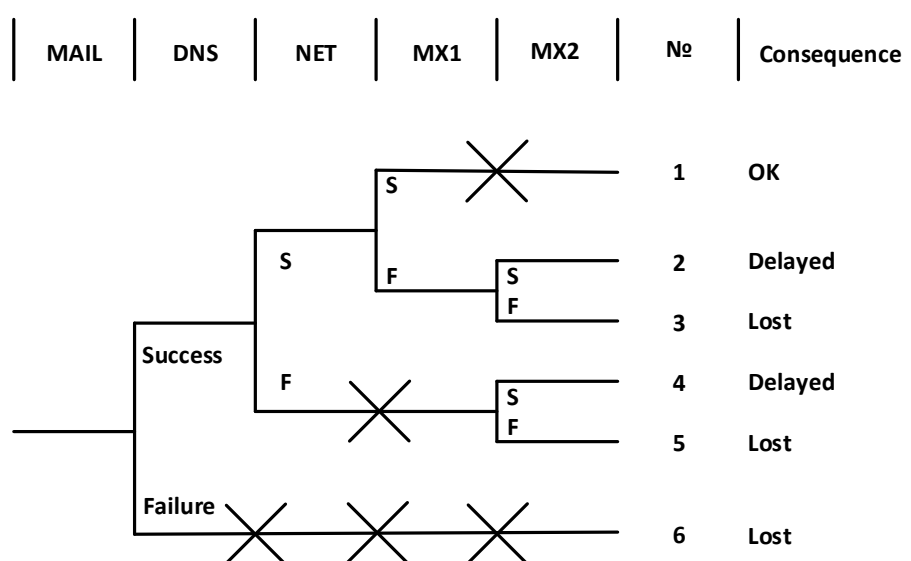 MAIL DNS NET MX1 MX2 № Consequence
S 1 OK
S F S 2 Delayed
F 3 Lost
Success F S 4 Delayed
F 5 Lost
Failure 6 Lost